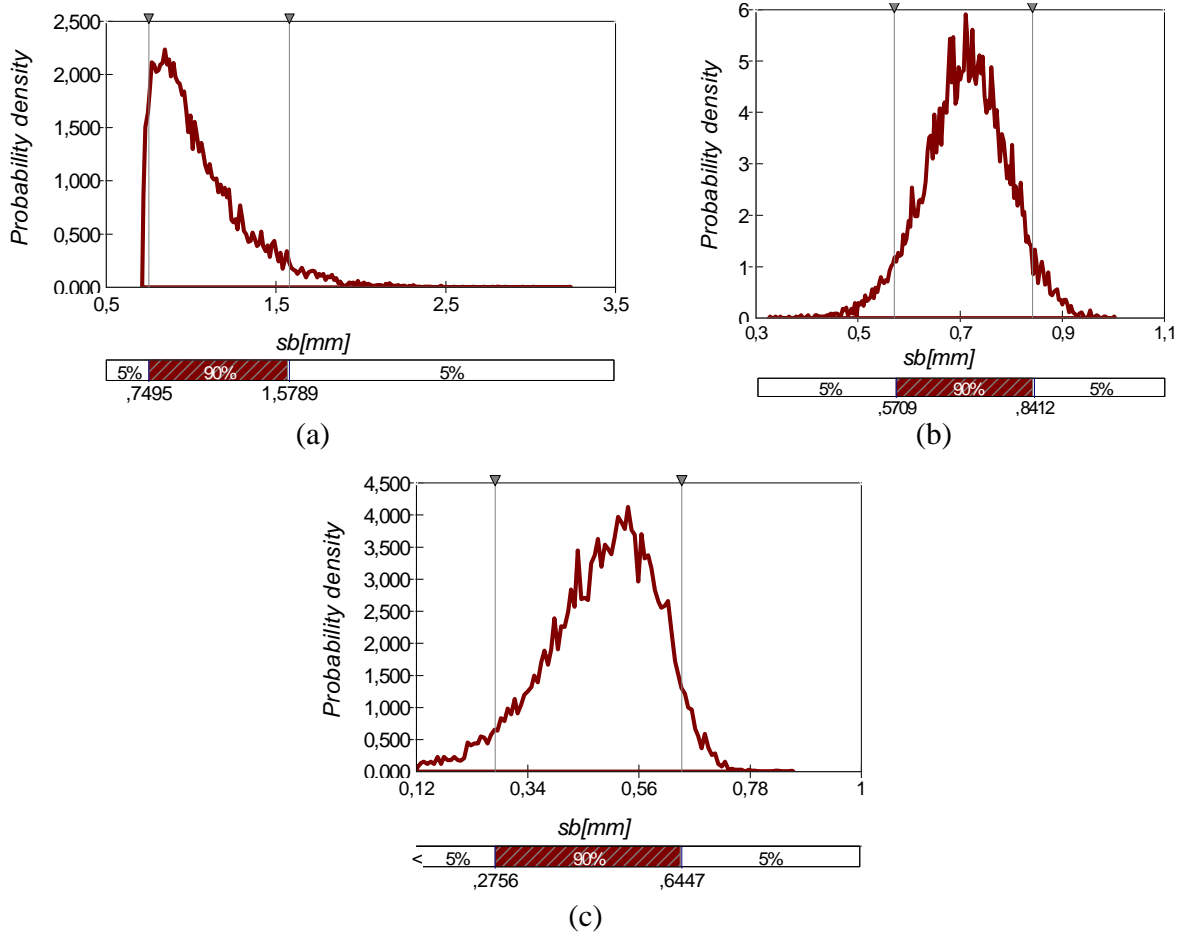 2,500
2,000
1,500
1,000
0,500
0,000
Probability density
0,5 1,5 2,5 3,5
sb[mm]
5% 90% 5%
,7495 1,5789
(a)
6
5
4
3
2
1
0
Probability density
0,3 0,5 0,7 0,9 1,1
sb[mm]
5% 90% 5%
,5709 ,8412
(b)
4,500
4,000
3,500
3,000
2,500
2,000
1,500
1,000
0,500
0.000
Probability density
0,12 0,34 0,56 0,78 1
sb[mm]
< 5% 90% 5%
,2756 ,6447
(c)